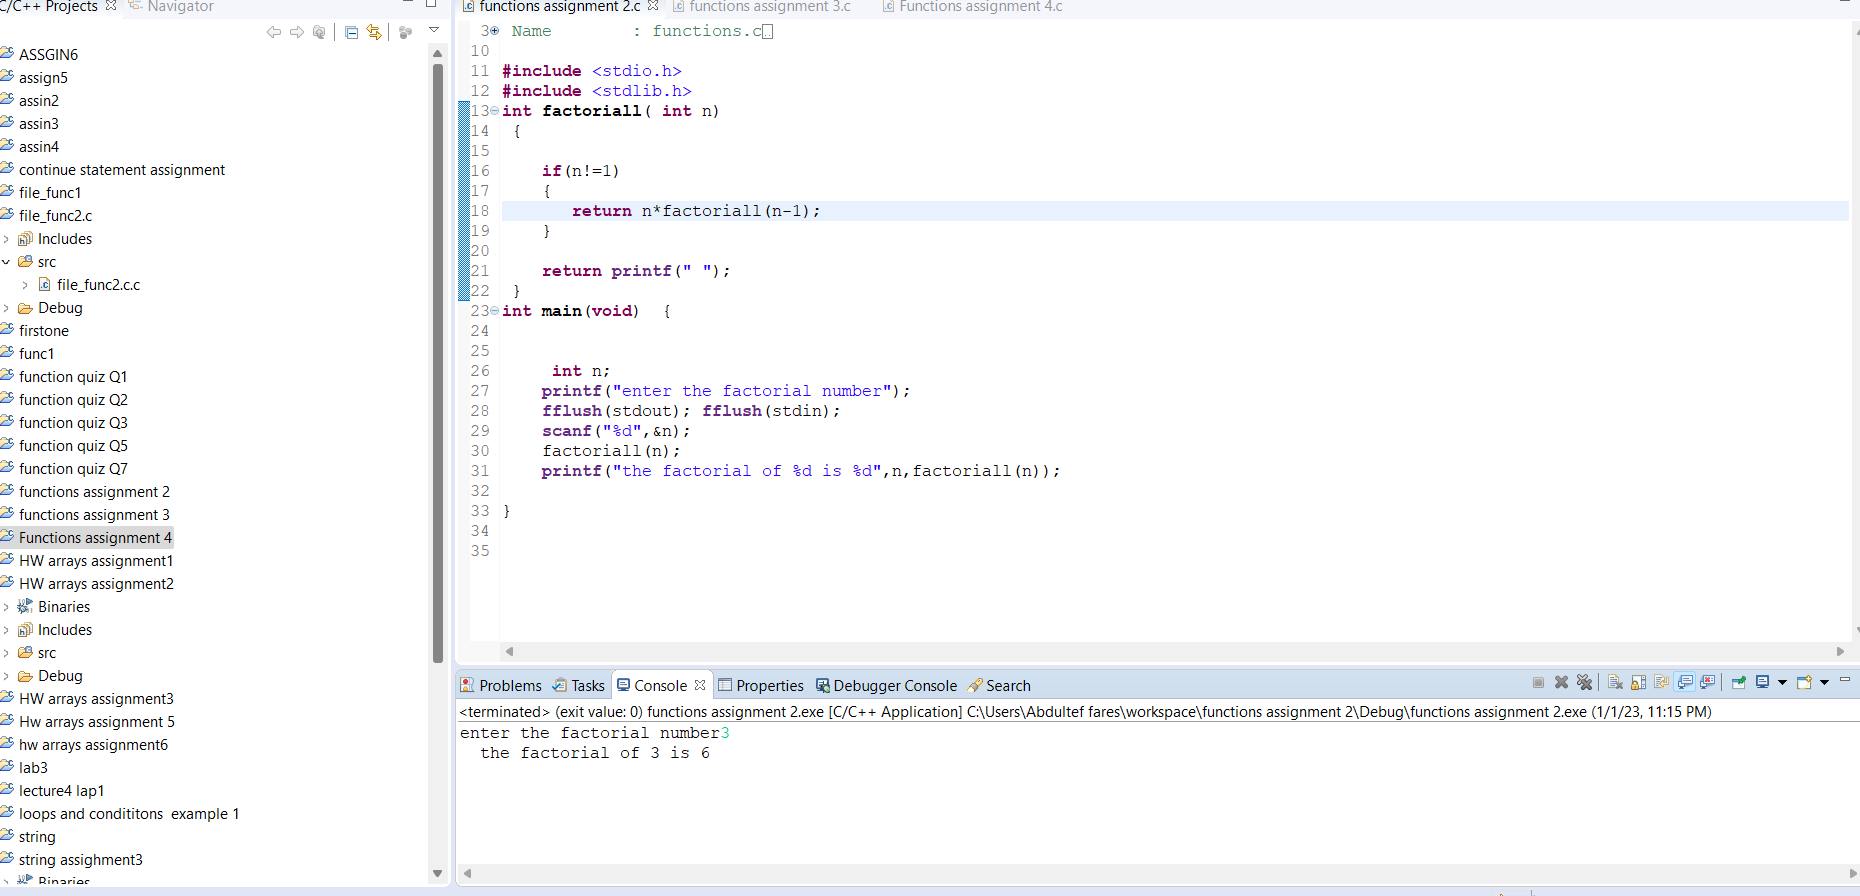 C/C++ Projects Navigator
ASSGIN6
assign5
assin2
assin3
assin4
continue statement assignment
file_func1
file_func2.c
Includes
src
file_func2.c.c
Debug
firstone
func1
function quiz Q1
function quiz Q2
function quiz Q3
function quiz Q5
function quiz Q7
functions assignment 2
functions assignment 3
Functions assignment 4
HW arrays assignment1
HW arrays assignment2
Binaries
Includes
src
Debug
HW arrays assignment3
Hw arrays assignment 5
hw arrays assignment6
lab3
lecture4 lap1
loops and condititons  example 1
string
string assighment3
Binaries
functions assignment 2.c functions assignment 3.c Functions assignment 4.c
3 Name        : functions.c
10
11 #include <stdio.h>
12 #include <stdlib.h>
13 int factoriall( int n)
14  {
15
16     if(n!=1)
17     {
18        return n*factoriall(n-1);
19     }
20
21     return printf(" ");
22  }
23 int main(void)  {
24
25
26      int n;
27     printf("enter the factorial number");
28     fflush(stdout); fflush(stdin);
29     scanf("%d",&n);
30     factoriall(n);
31     printf("the factorial of %d is %d",n,factoriall(n));
32
33 }
34
35
Problems Tasks Console Properties Debugger Console Search
<terminated> (exit value: 0) functions assignment 2.exe [C/C++ Application] C:\Users\Abdultef fares\workspace\functions assignment 2\Debug\functions assignment 2.exe (1/1/23, 11:15 PM)
enter the factorial number3
  the factorial of 3 is 6